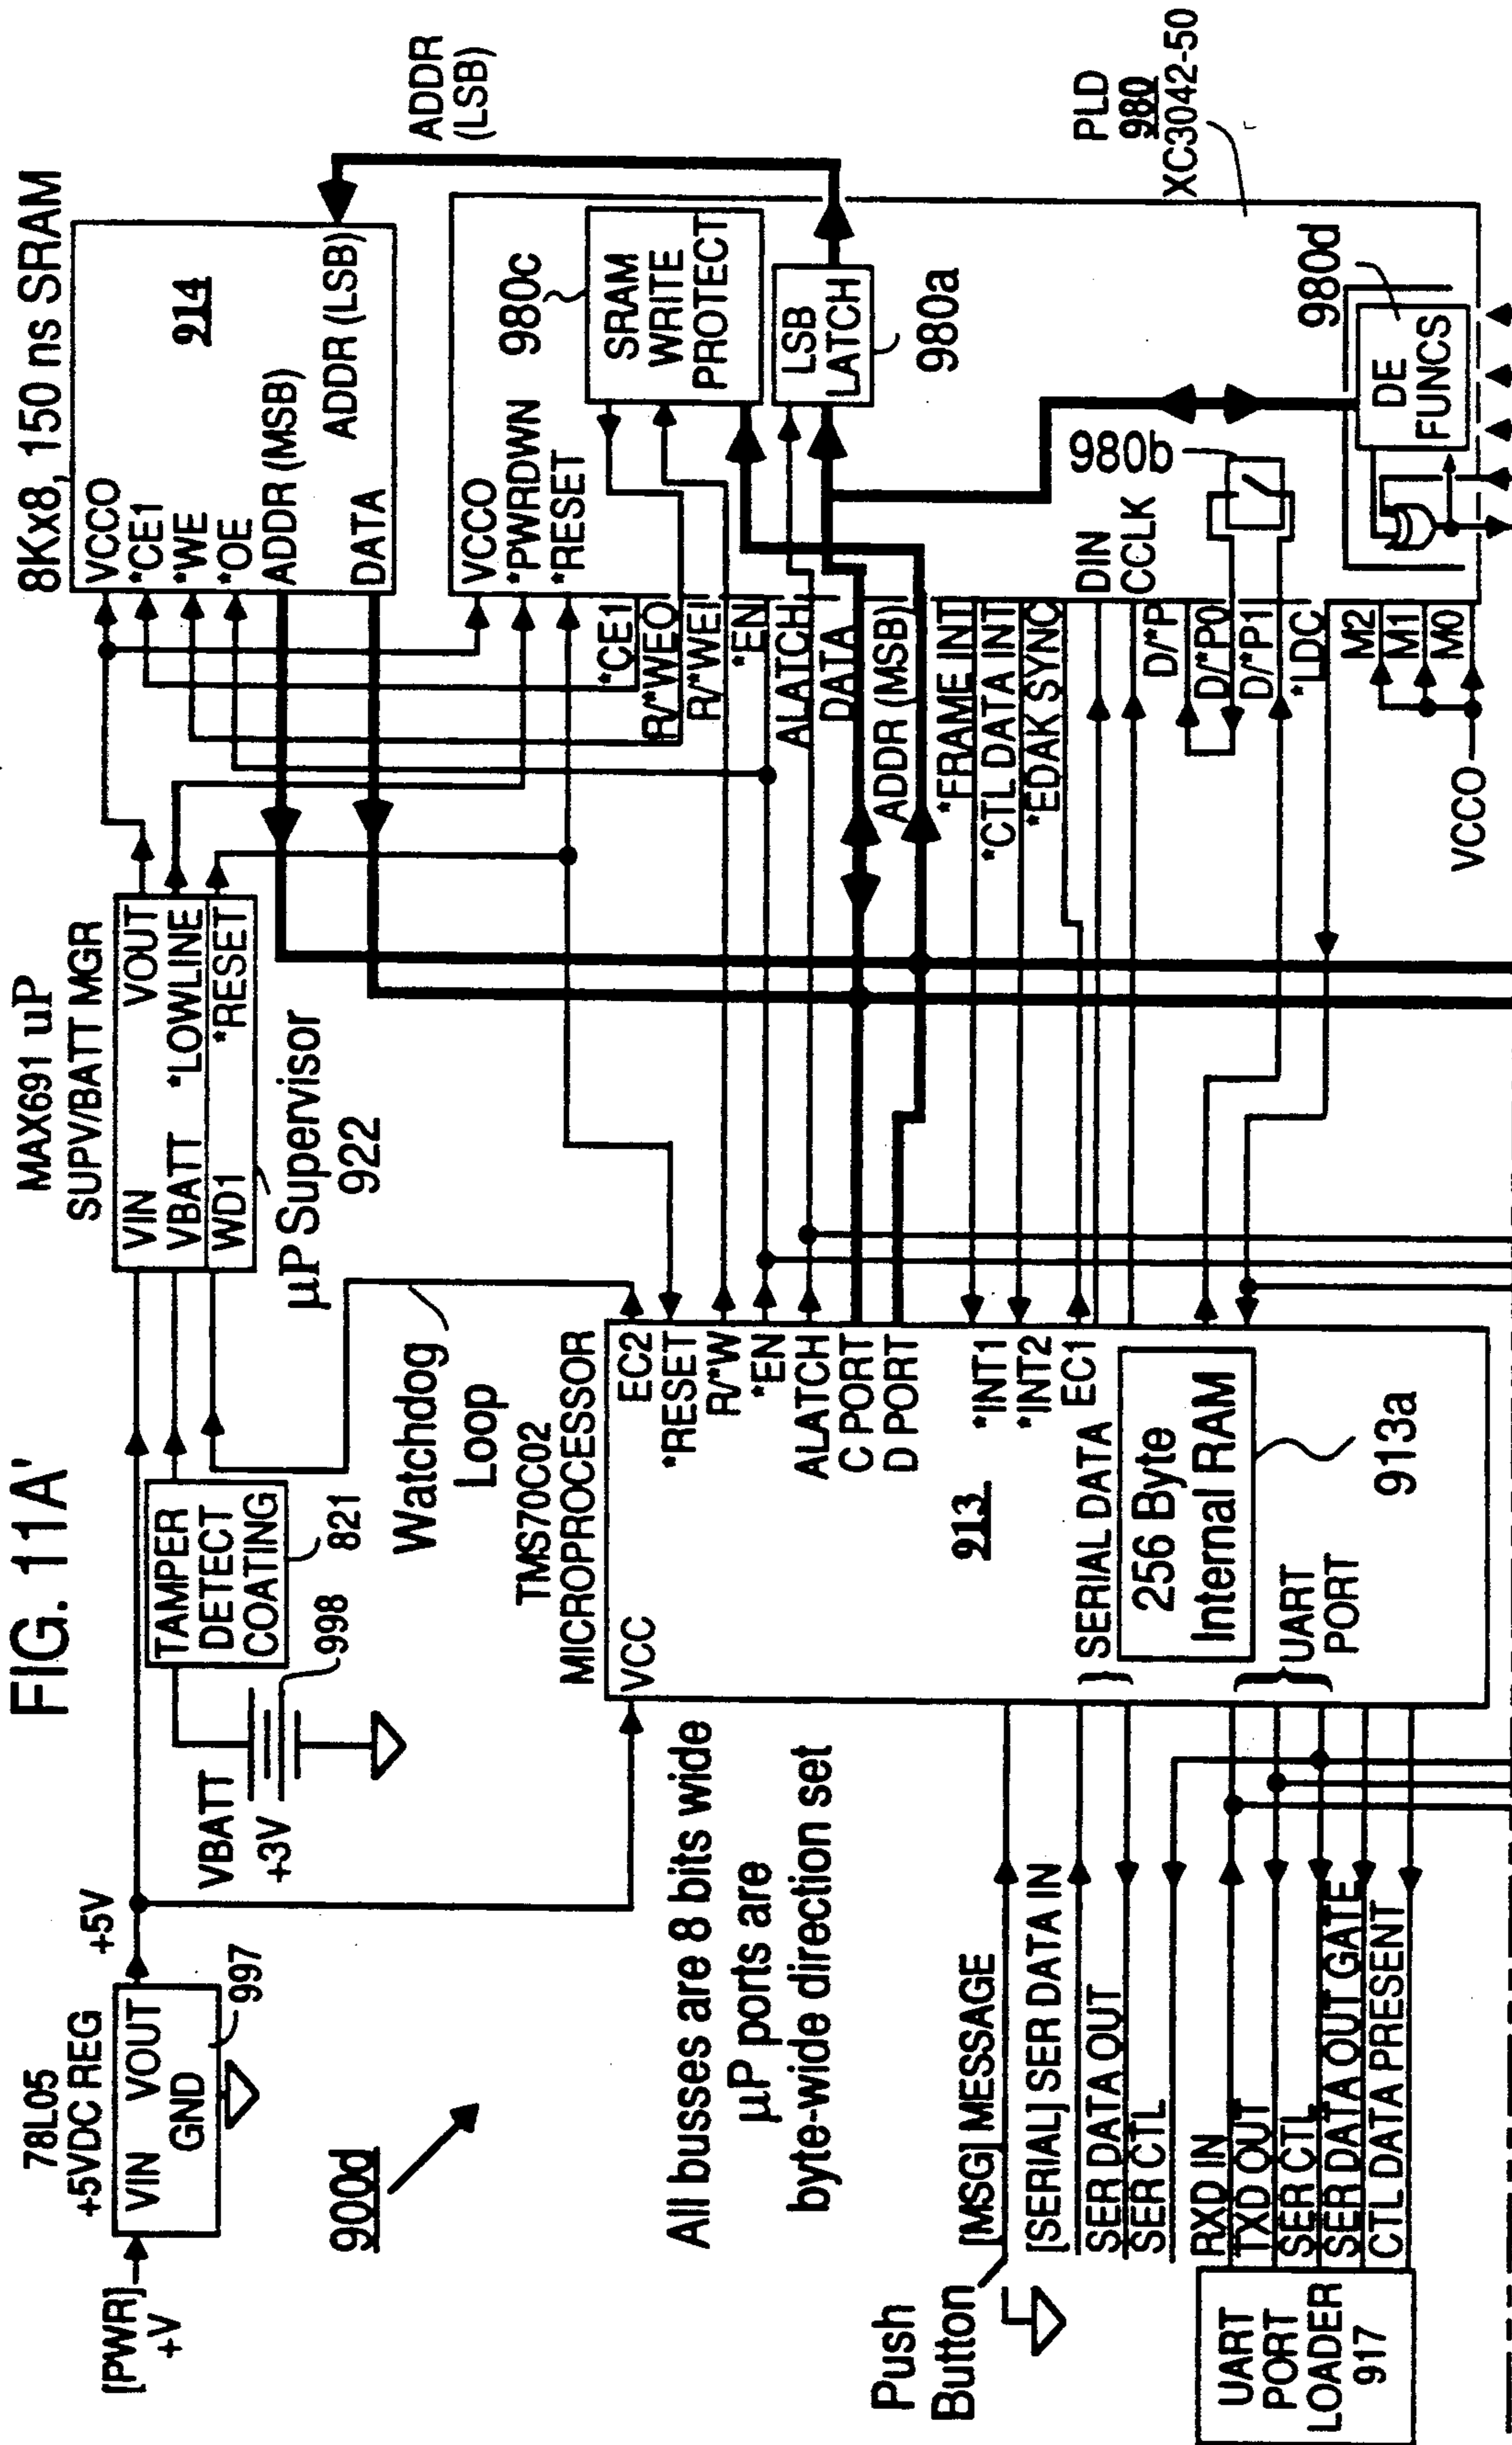 FIG. 11A'
[PWR]
+V
78L05
+5VDC REG
VIN VOUT
GND
997
+5V
VBATT
+3V
998
TAMPER
DETECT
COATING
821
MAX691 uP
SUPV/BATT MGR
VIN VOUT
VBATT *LOWLINE
WD1 *RESET
µP Supervisor
922
Watchdog
Loop
8Kx8, 150 ns SRAM
VCCO
*CE1
*WE
*OE
ADDR (MSB)
DATA
914
ADDR (LSB)
ADDR
(LSB)
900d
All busses are 8 bits wide
µP ports are
byte-wide direction set
TMS70C02
MICROPROCESSOR
VCC
EC2
*RESET
R/*W
*EN
ALATCH
C PORT
D PORT
913
*INT1
*INT2
EC1
} SERIAL DATA
256 Byte
Internal RAM
913a
UART
PORT
VCCO
*PWRDWN
*RESET
*CE1
R/*WEO
R/*WEI
*EN
ALATCH
DATA
ADDR (MSB)
*FRAME INT
*CTL DATA INT
*EDAK SYNC
DIN
CCLK
D/*P
D/*P0
D/*P1
*LDC
M2
M1
M0
VCCO
980c
SRAM
WRITE
PROTECT
LSB
LATCH
980a
980b
980d
DE
FUNCS
PLD
980
XC3042-50
Push
Button
[MSG] MESSAGE
[SERIAL] SER DATA IN
SER DATA OUT
SER CTL
RXD IN
TXD OUT
SER CTL
SER DATA OUT GATE
CTL DATA PRESENT
UART
PORT
LOADER
917